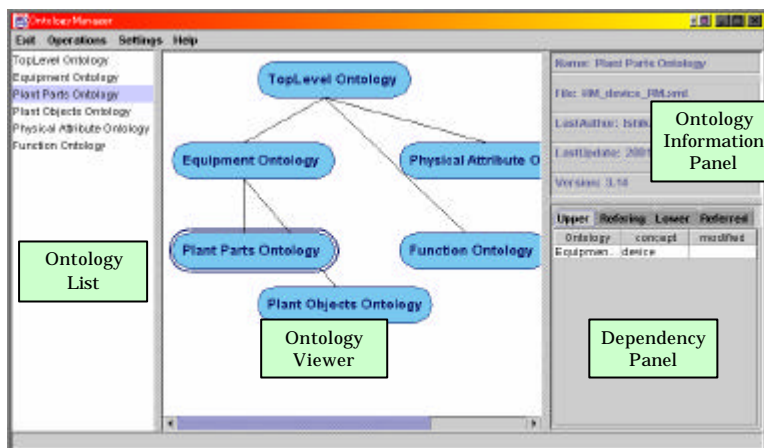 Ontology Manager
Exit Operations Settings Help
TopLevel Ontology
Equipment Ontology
Plant Parts Ontology
Plant Objects Ontology
Physical Attribute Ontology
Function Ontology
Ontology
List
TopLevel Ontology
Equipment Ontology
Physical Attribute O
Plant Parts Ontology
Function Ontology
Plant Objects Ontology
Ontology
Viewer
Name: Plant Parts Ontology
File:
LastAuthor:
LastUpdate:
Version: 3.14
Ontology
Information
Panel
Upper Refering Lower Referred
Ontology concept modified
Equipmen... device
Dependency
Panel